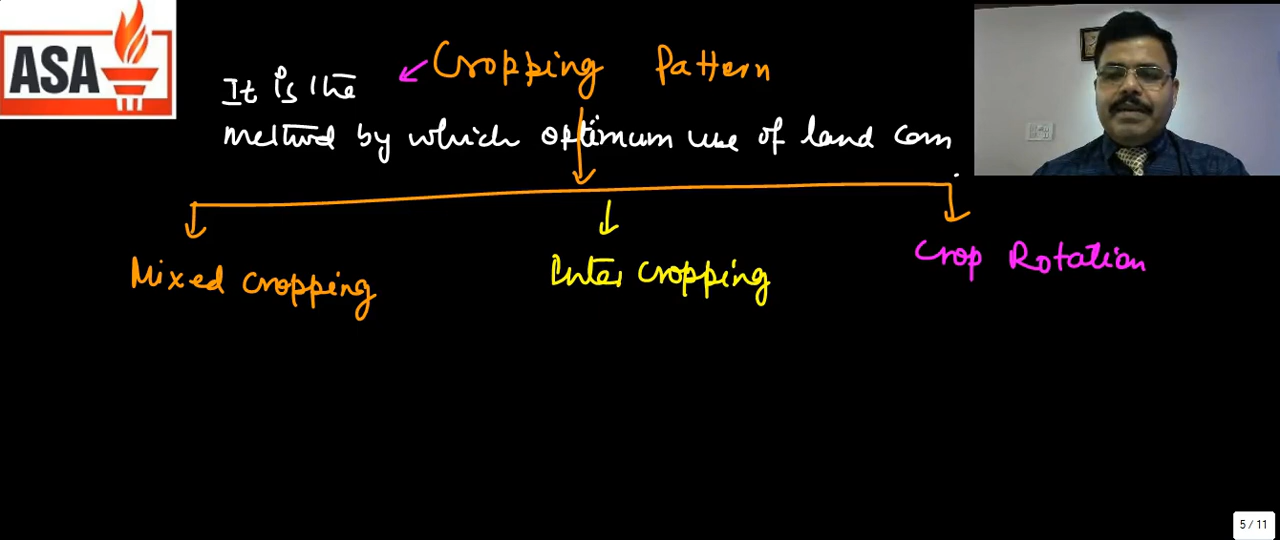 ASA
Cropping Pattern
It is the
method by which optimum use of land can
Mixed Cropping
Inter Cropping
Crop Rotation
5 / 11